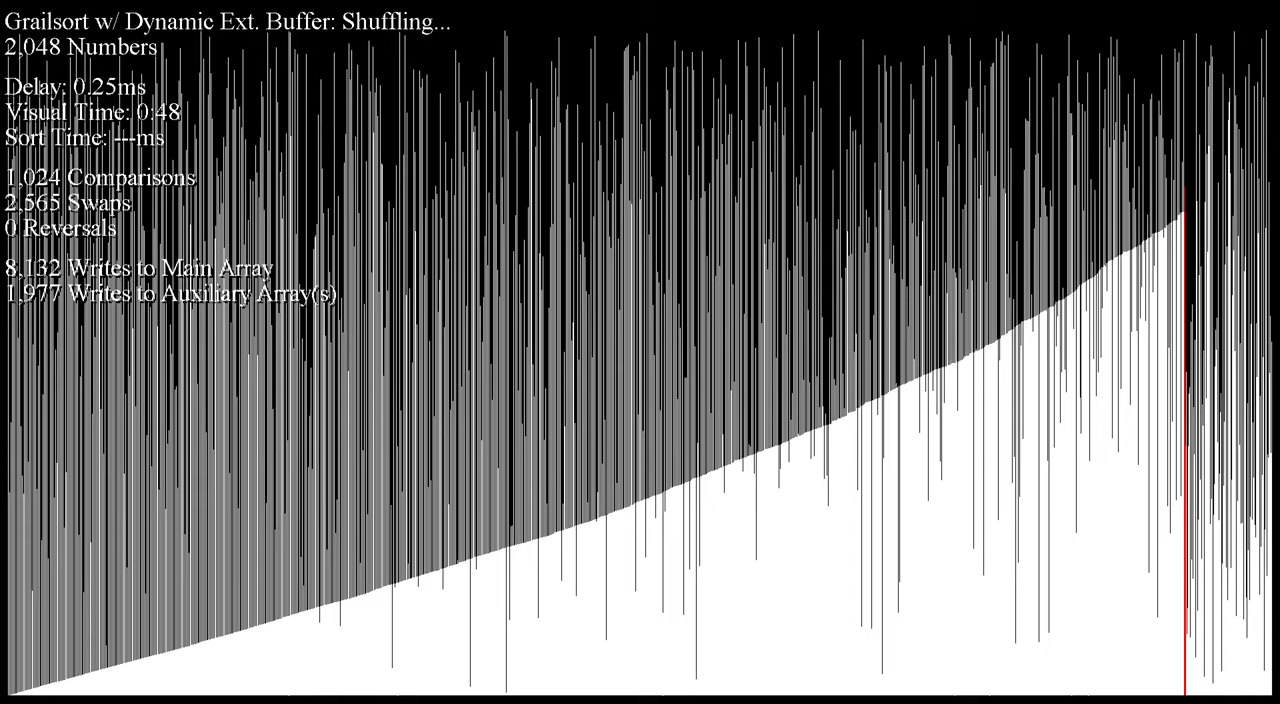 Grailsort w/ Dynamic Ext. Buffer: Shuffling...
2,048 Numbers
Delay: 0.25ms
Visual Time: 0:48
Sort Time: ---ms
1,024 Comparisons
2,565 Swaps
0 Reversals
8,132 Writes to Main Array
1,977 Writes to Auxiliary Array(s)